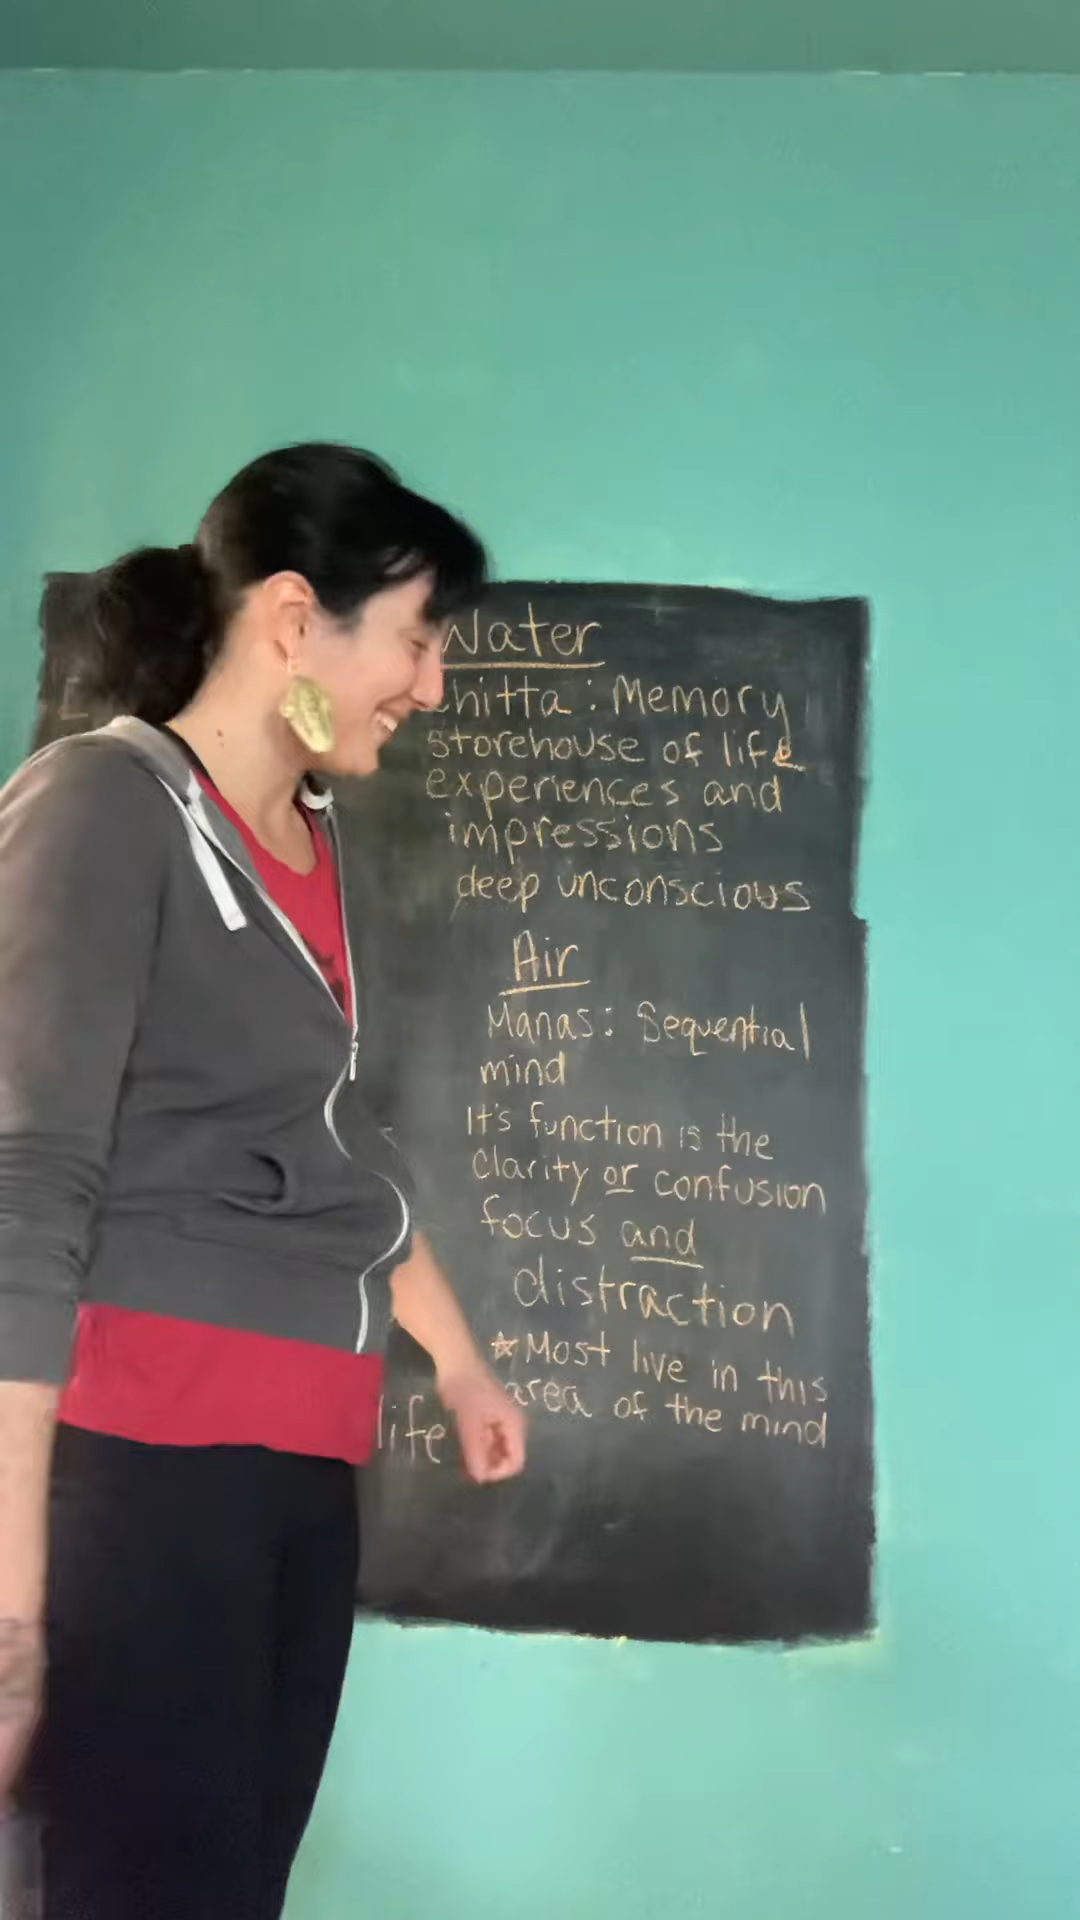 Water
Chitta: Memory
storehouse of life
experiences and
impressions
deep unconscious
Air
Manas: Sequential
mind
It's function is the
clarity or confusion
focus and
distraction
☆Most live in this
area of the mind
life